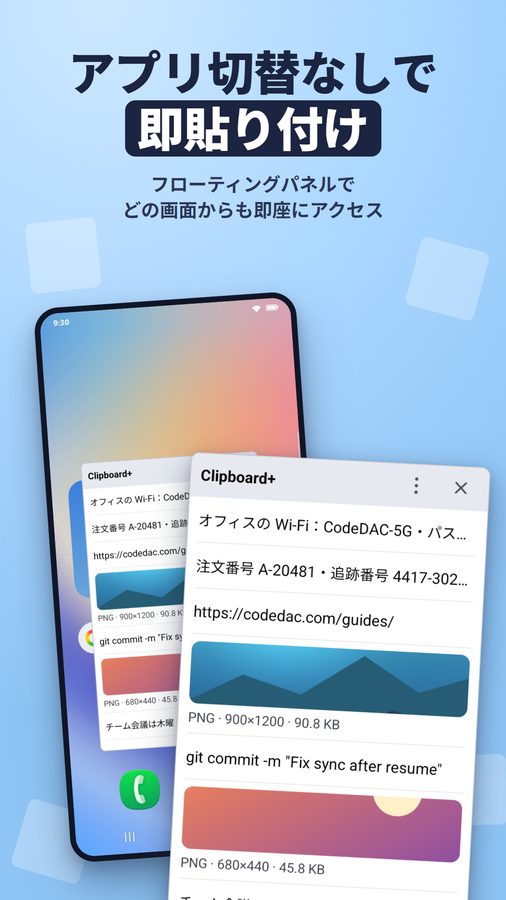 アプリ切替なしで
即貼り付け
フローティングパネルで
どの画面からも即座にアクセス
9:30
Clipboard+
オフィスの Wi-Fi：CodeD
注文番号 A-20481・追跡
https://codedac.com/g
PNG · 900×1200 · 90.8 K
git commit -m "Fix sy
PNG · 680×440 · 45.8
チーム会議は木曜
Clipboard+
オフィスの Wi-Fi：CodeDAC-5G・パス...
注文番号 A-20481・追跡番号 4417-302...
https://codedac.com/guides/
PNG · 900×1200 · 90.8 KB
git commit -m "Fix sync after resume"
PNG · 680×440 · 45.8 KB